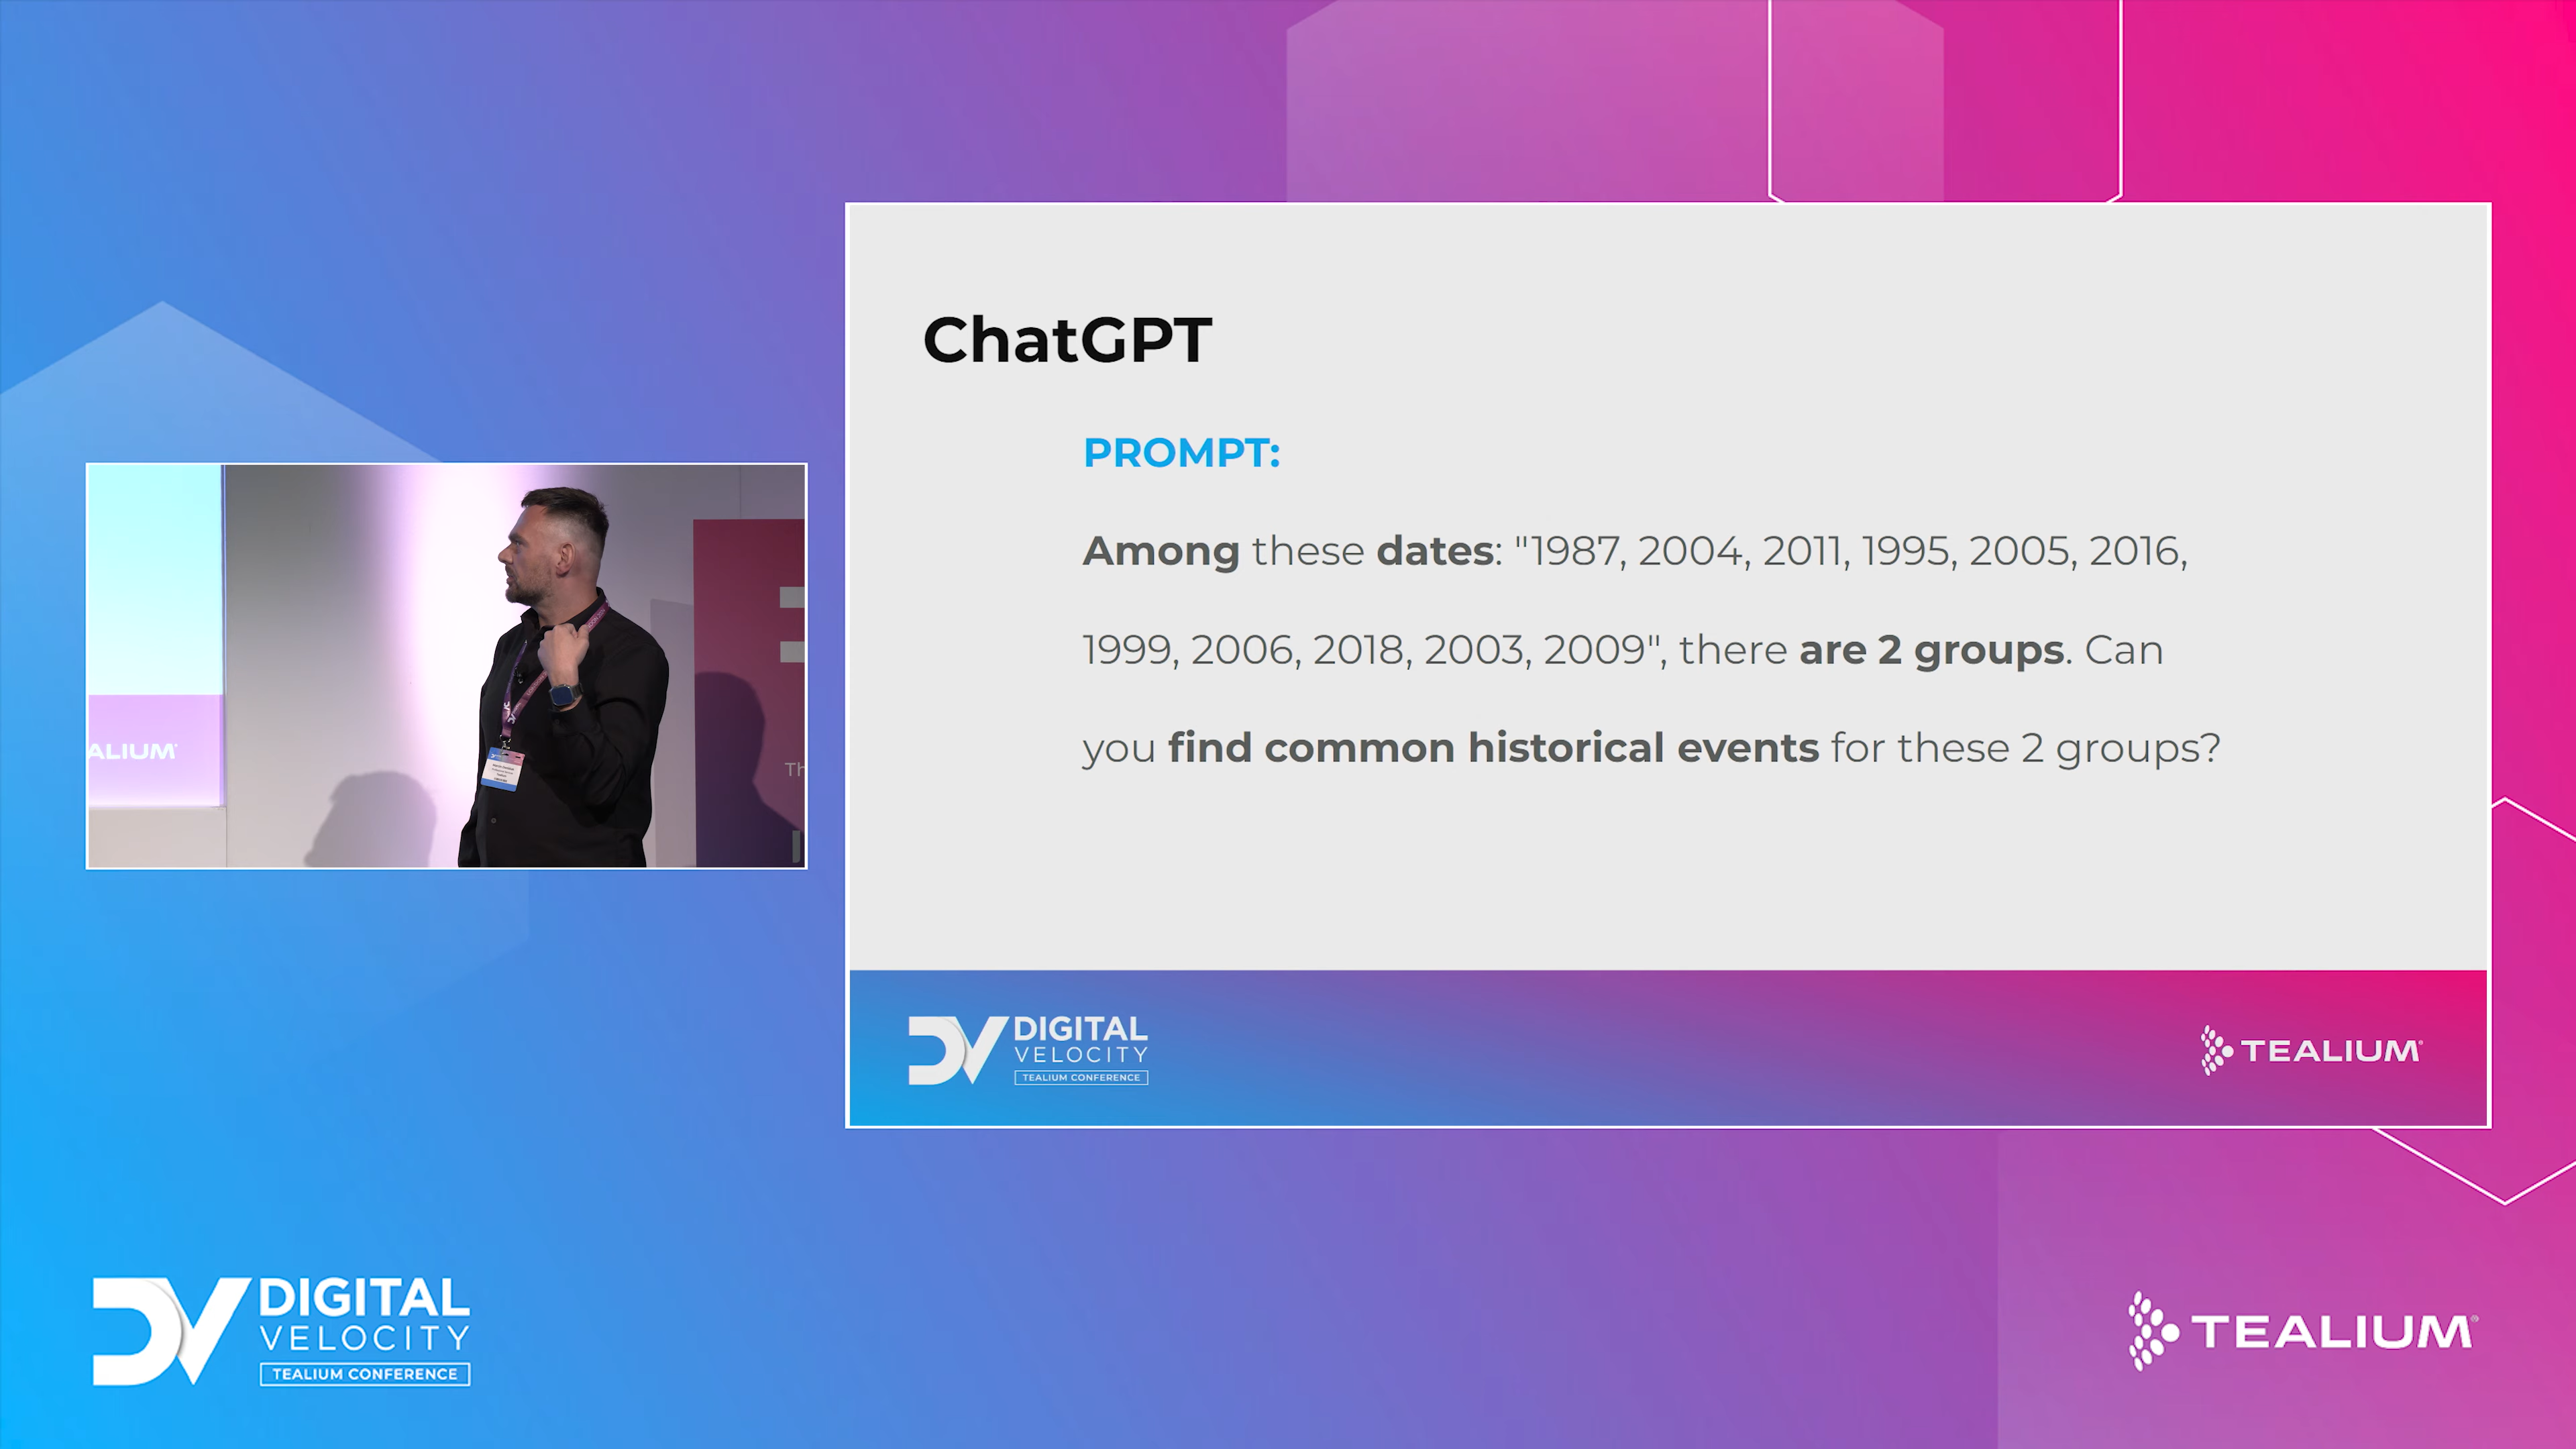 ChatGPT
PROMPT:
Among these dates: "1987, 2004, 2011, 1995, 2005, 2016,
1999, 2006, 2018, 2003, 2009", there are 2 groups. Can
you find common historical events for these 2 groups?
ALIUM
Th
DIGITAL
VELOCITY
TEALIUM CONFERENCE
TEALIUM
DV DIGITAL
VELOCITY
TEALIUM CONFERENCE
TEALIUM